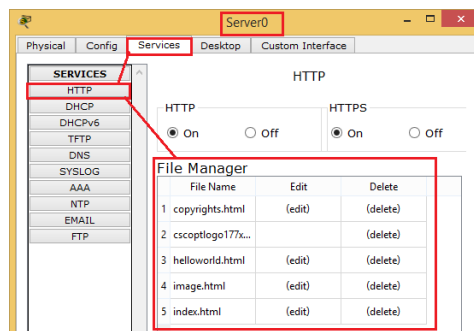 Server0
Physical Config Services Desktop Custom Interface
SERVICES
HTTP
DHCP
DHCPv6
TFTP
DNS
SYSLOG
AAA
NTP
EMAIL
FTP
HTTP
HTTP HTTPS
On Off On Off
File Manager
File Name Edit Delete
1 copyrights.html (edit) (delete)
2 cscoptlogo177x... (delete)
3 helloworld.html (edit) (delete)
4 image.html (edit) (delete)
5 index.html (edit) (delete)